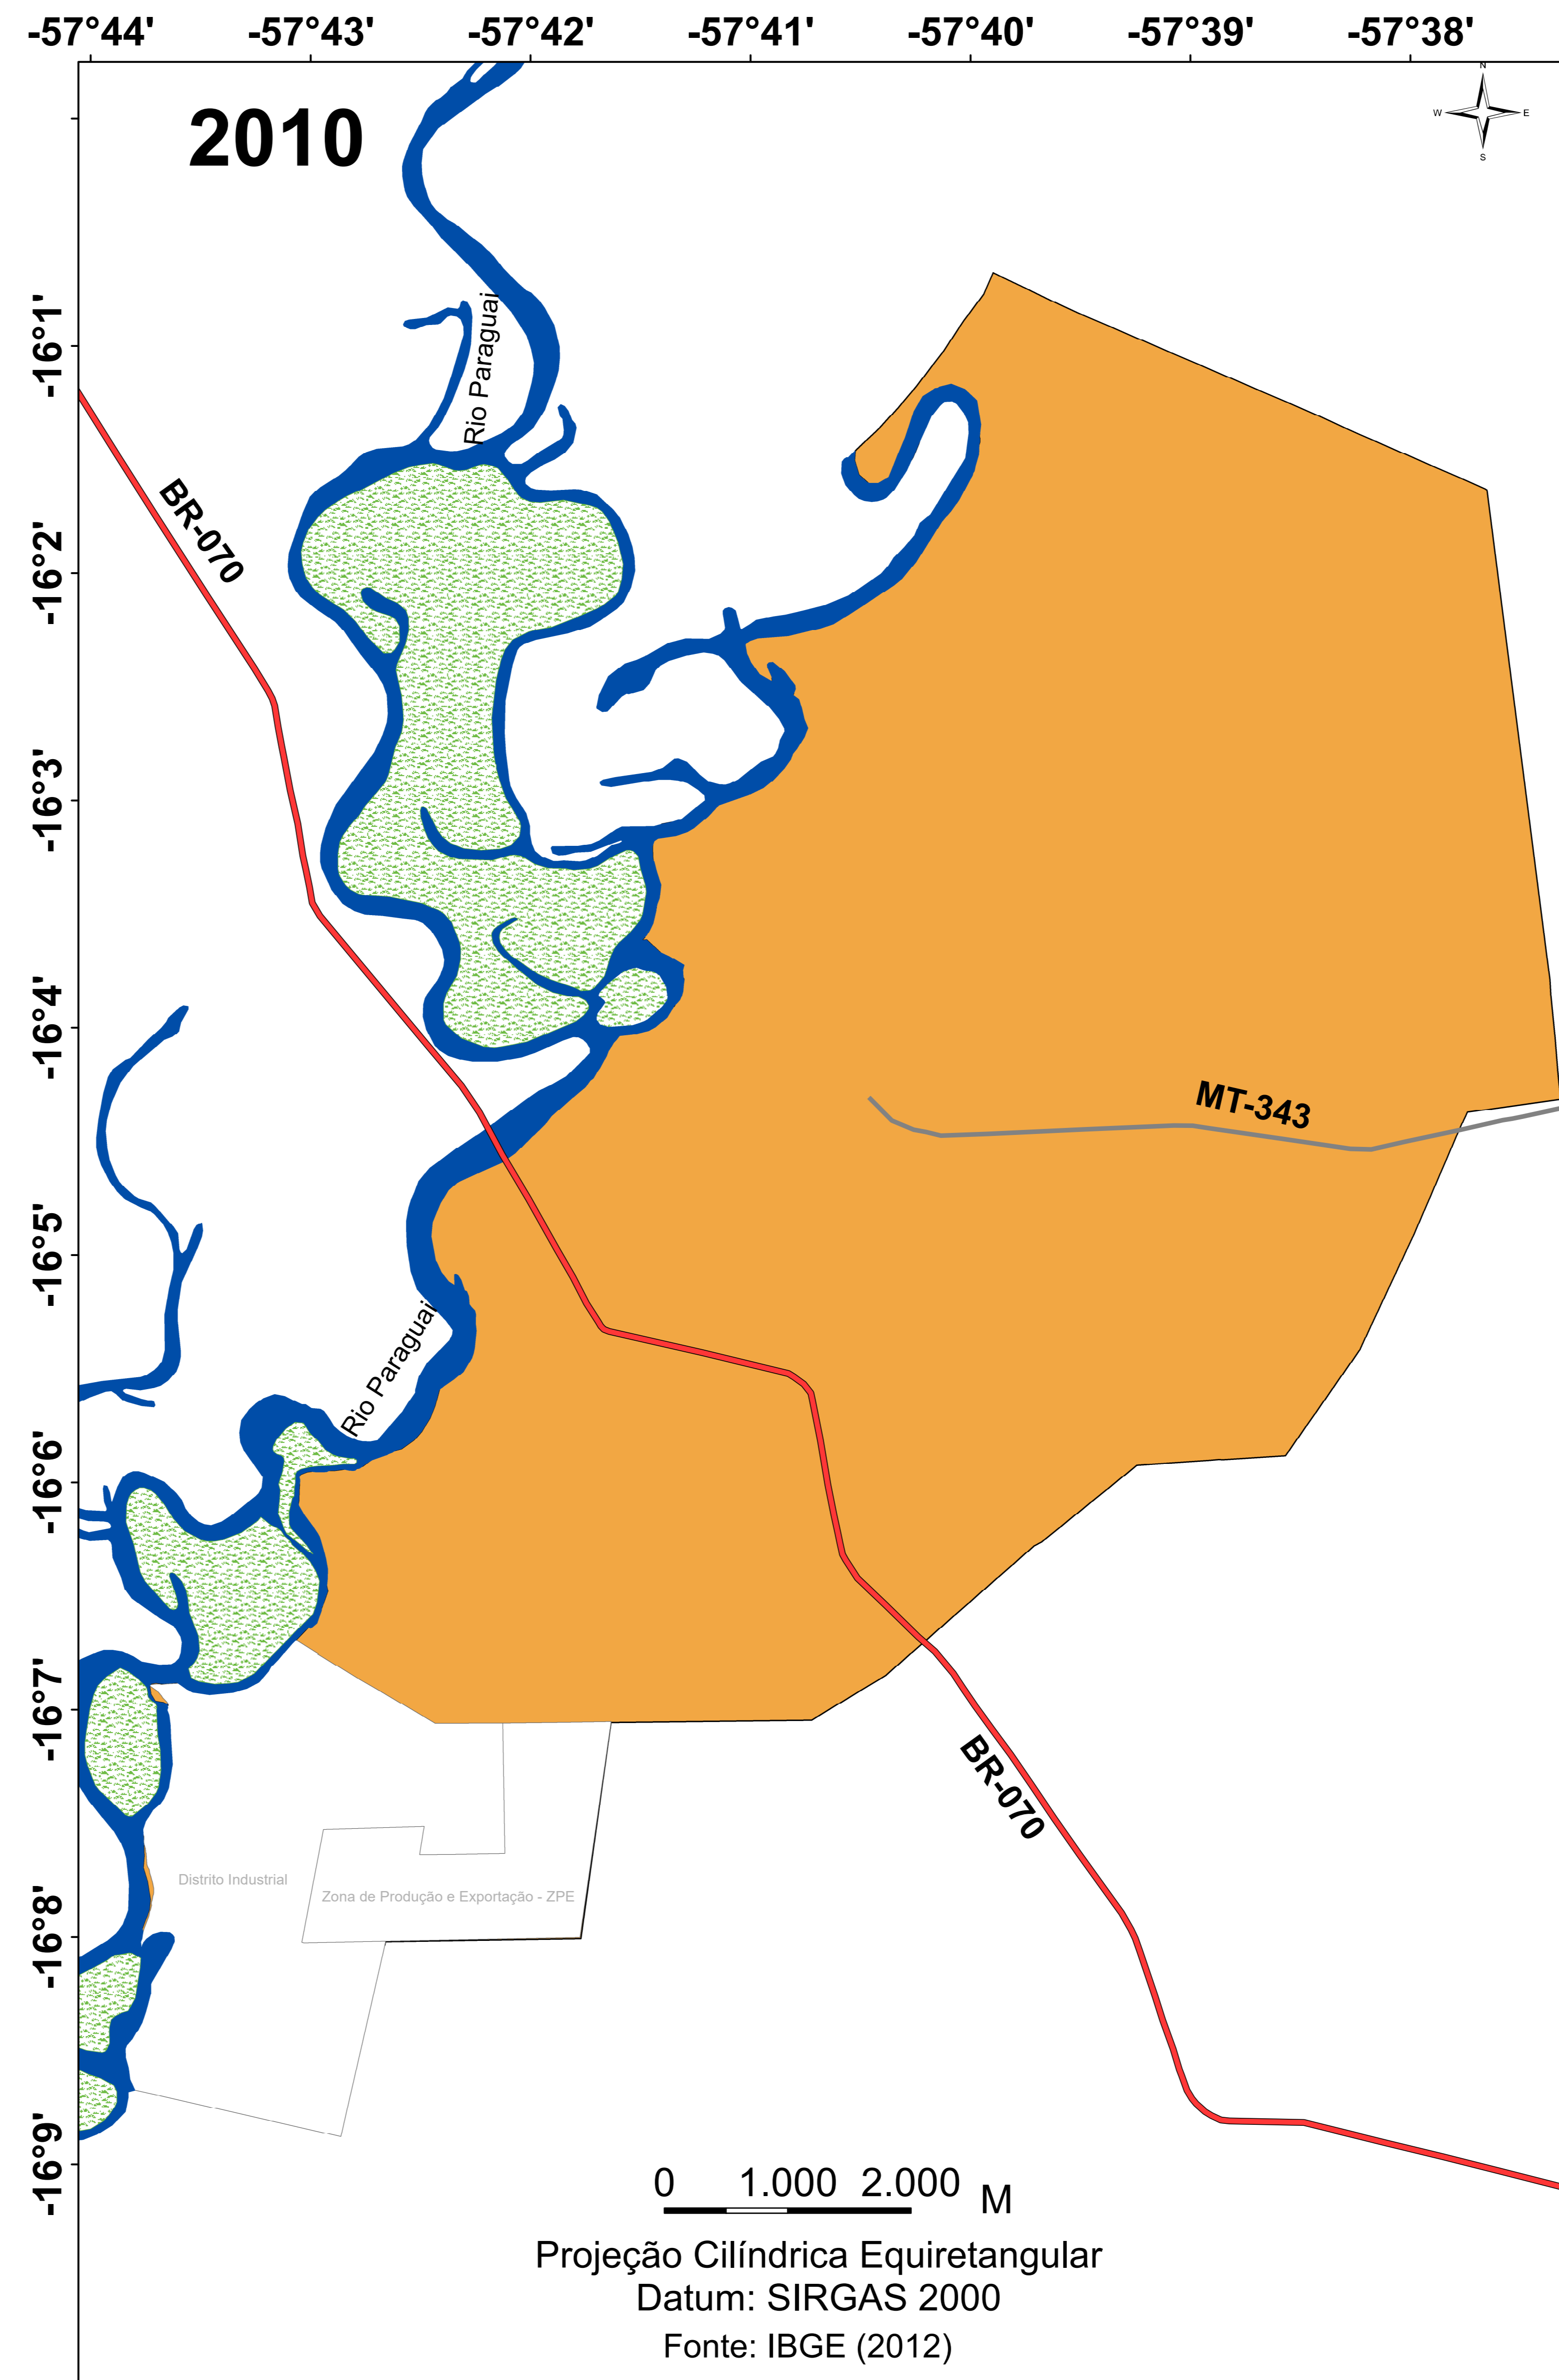 -57°44' -57°43' -57°42' -57°41' -57°40' -57°39' -57°38'
N
W E
S
2010
-16°1'
Rio Paraguai
BR-070
-16°2'
-16°3'
-16°4'
MT-343
-16°5'
Rio Paraguai
-16°6'
-16°7'
BR-070
Distrito Industrial
Zona de Produção e Exportação - ZPE
-16°8'
-16°9'
0 1.000 2.000 M
Projeção Cilíndrica Equiretangular
Datum: SIRGAS 2000
Fonte: IBGE (2012)